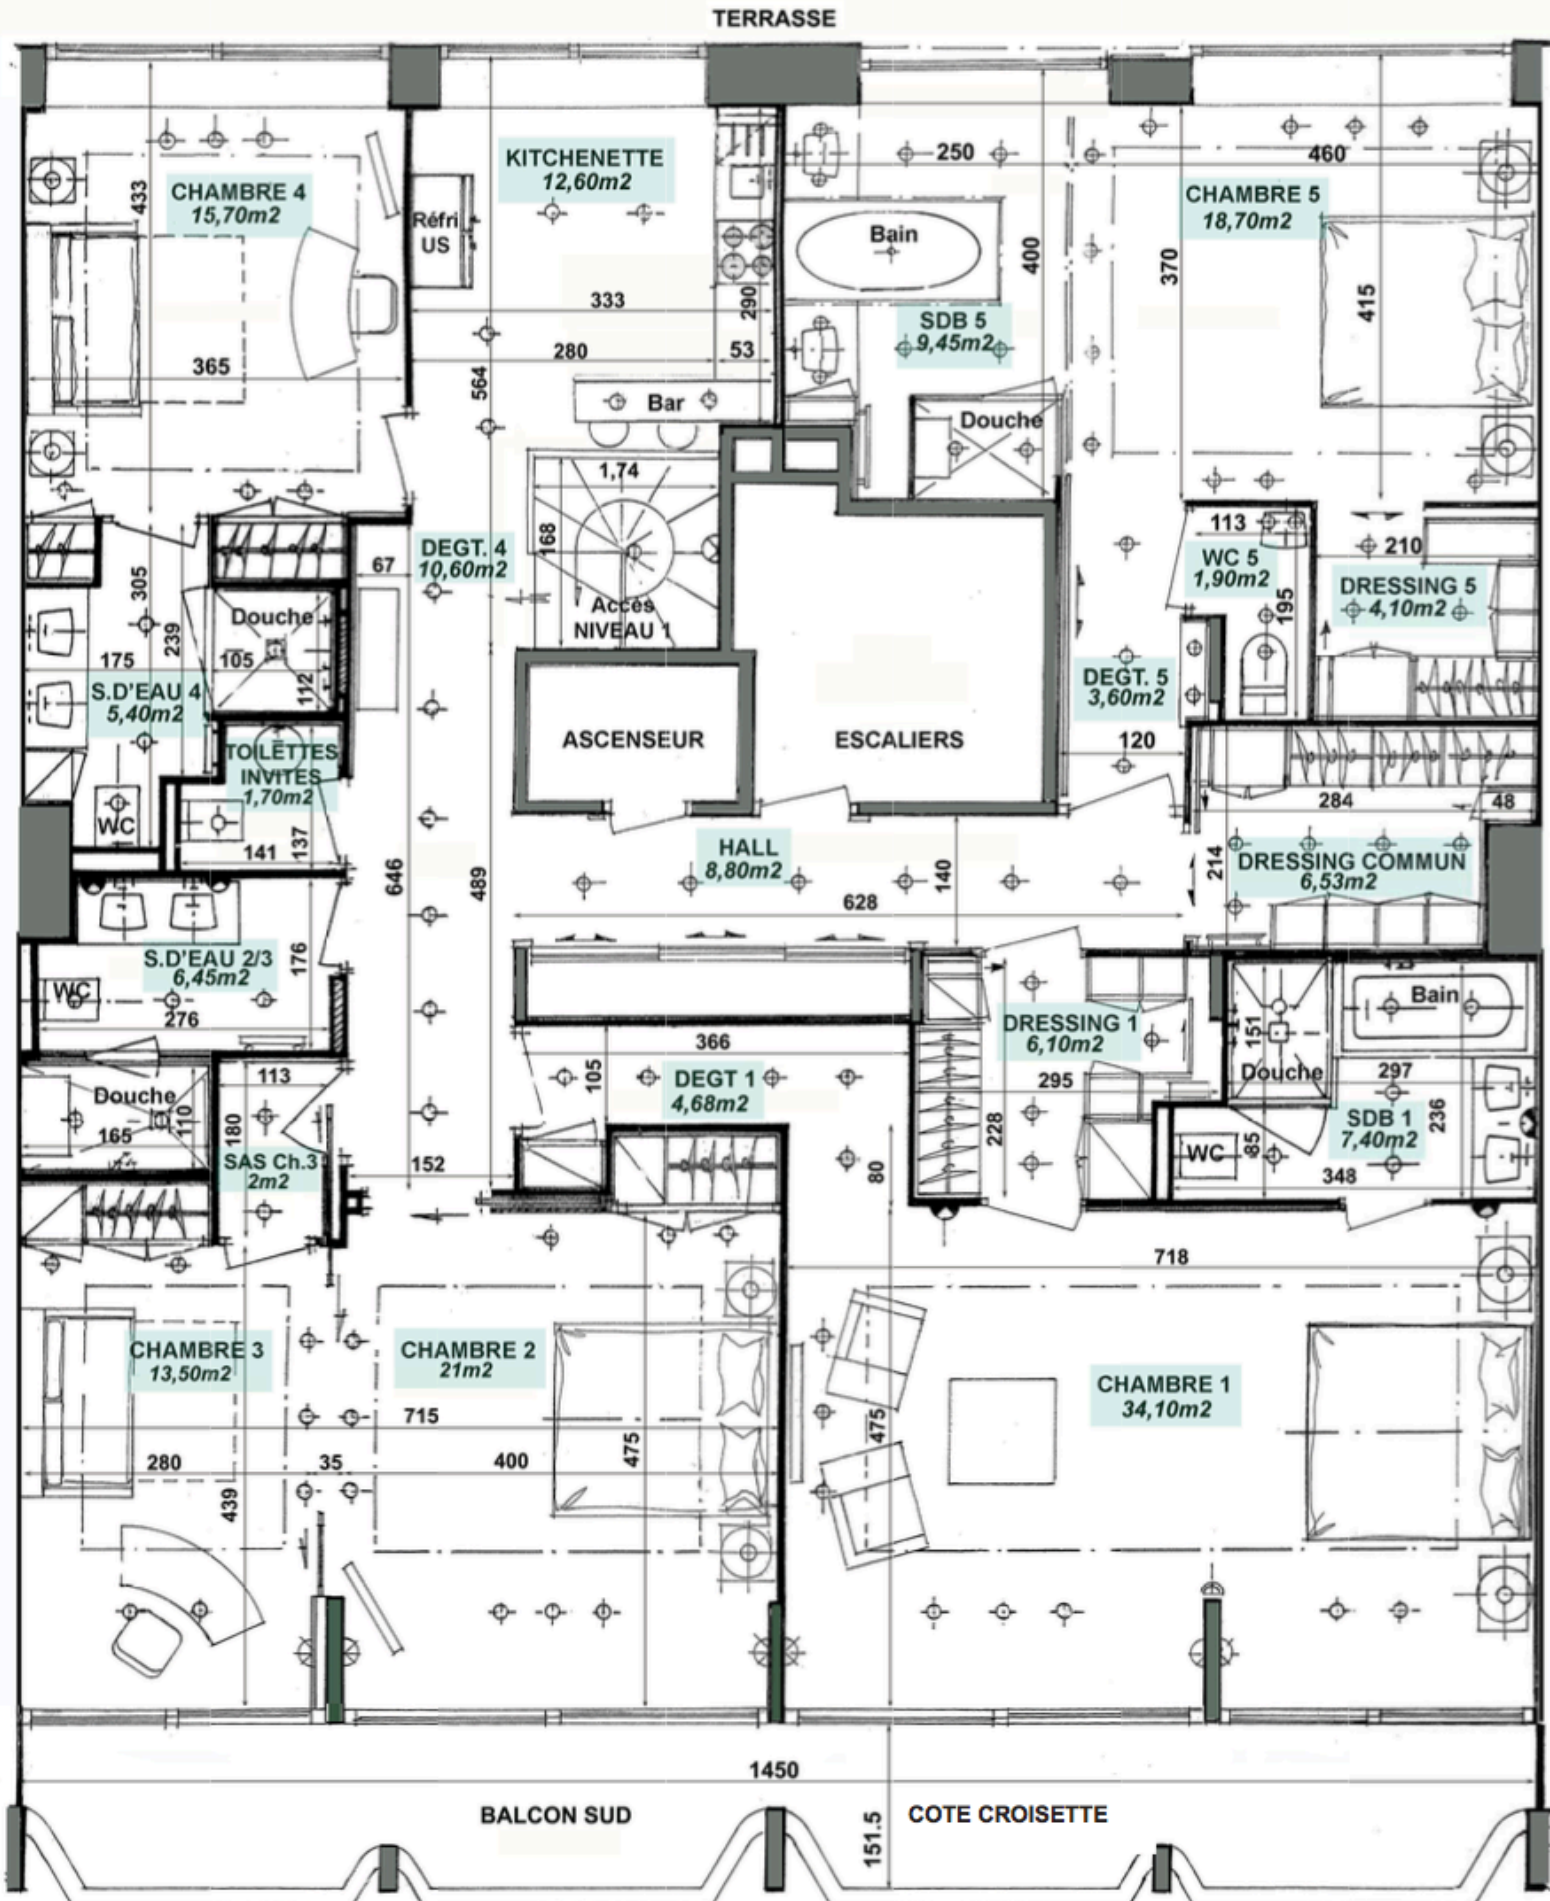 TERRASSE
CHAMBRE 4
15,70m2
433
365
KITCHENETTE
12,60m2
Réfri
US
333
290
280
53
564
Bar
250
Bain
400
SDB 5
9,45m2
Douche
460
CHAMBRE 5
18,70m2
370
415
1,74
168
Accès
NIVEAU 1
DEGT. 4
10,60m2
67
305
239
175
Douche
105
112
S.D'EAU 4
5,40m2
TOILETTES
INVITES
1,70m2
WC
141
137
113
WC 5
1,90m2
195
210
DRESSING 5
4,10m2
DEGT. 5
3,60m2
120
ASCENSEUR
ESCALIERS
284
48
214
DRESSING COMMUN
6,53m2
HALL
8,80m2
140
628
646
489
S.D'EAU 2/3
6,45m2
176
WC
276
Douche
110
165
113
180
SAS Ch.3
2m2
152
366
105
DEGT 1
4,68m2
80
DRESSING 1
6,10m2
295
228
151
Douche
Bain
297
236
SDB 1
7,40m2
WC
85
348
718
CHAMBRE 3
13,50m2
CHAMBRE 2
21m2
CHAMBRE 1
34,10m2
715
280
35
400
475
475
439
1450
BALCON SUD
COTE CROISETTE
151.5